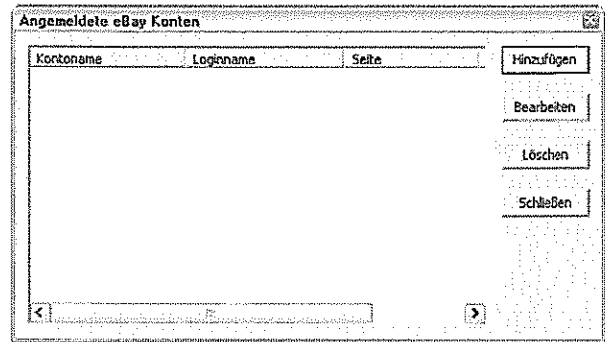 Angemeldete eBay Konten
Kontoname Loginname Seite
Hinzufügen
Bearbeiten
Löschen
Schließen